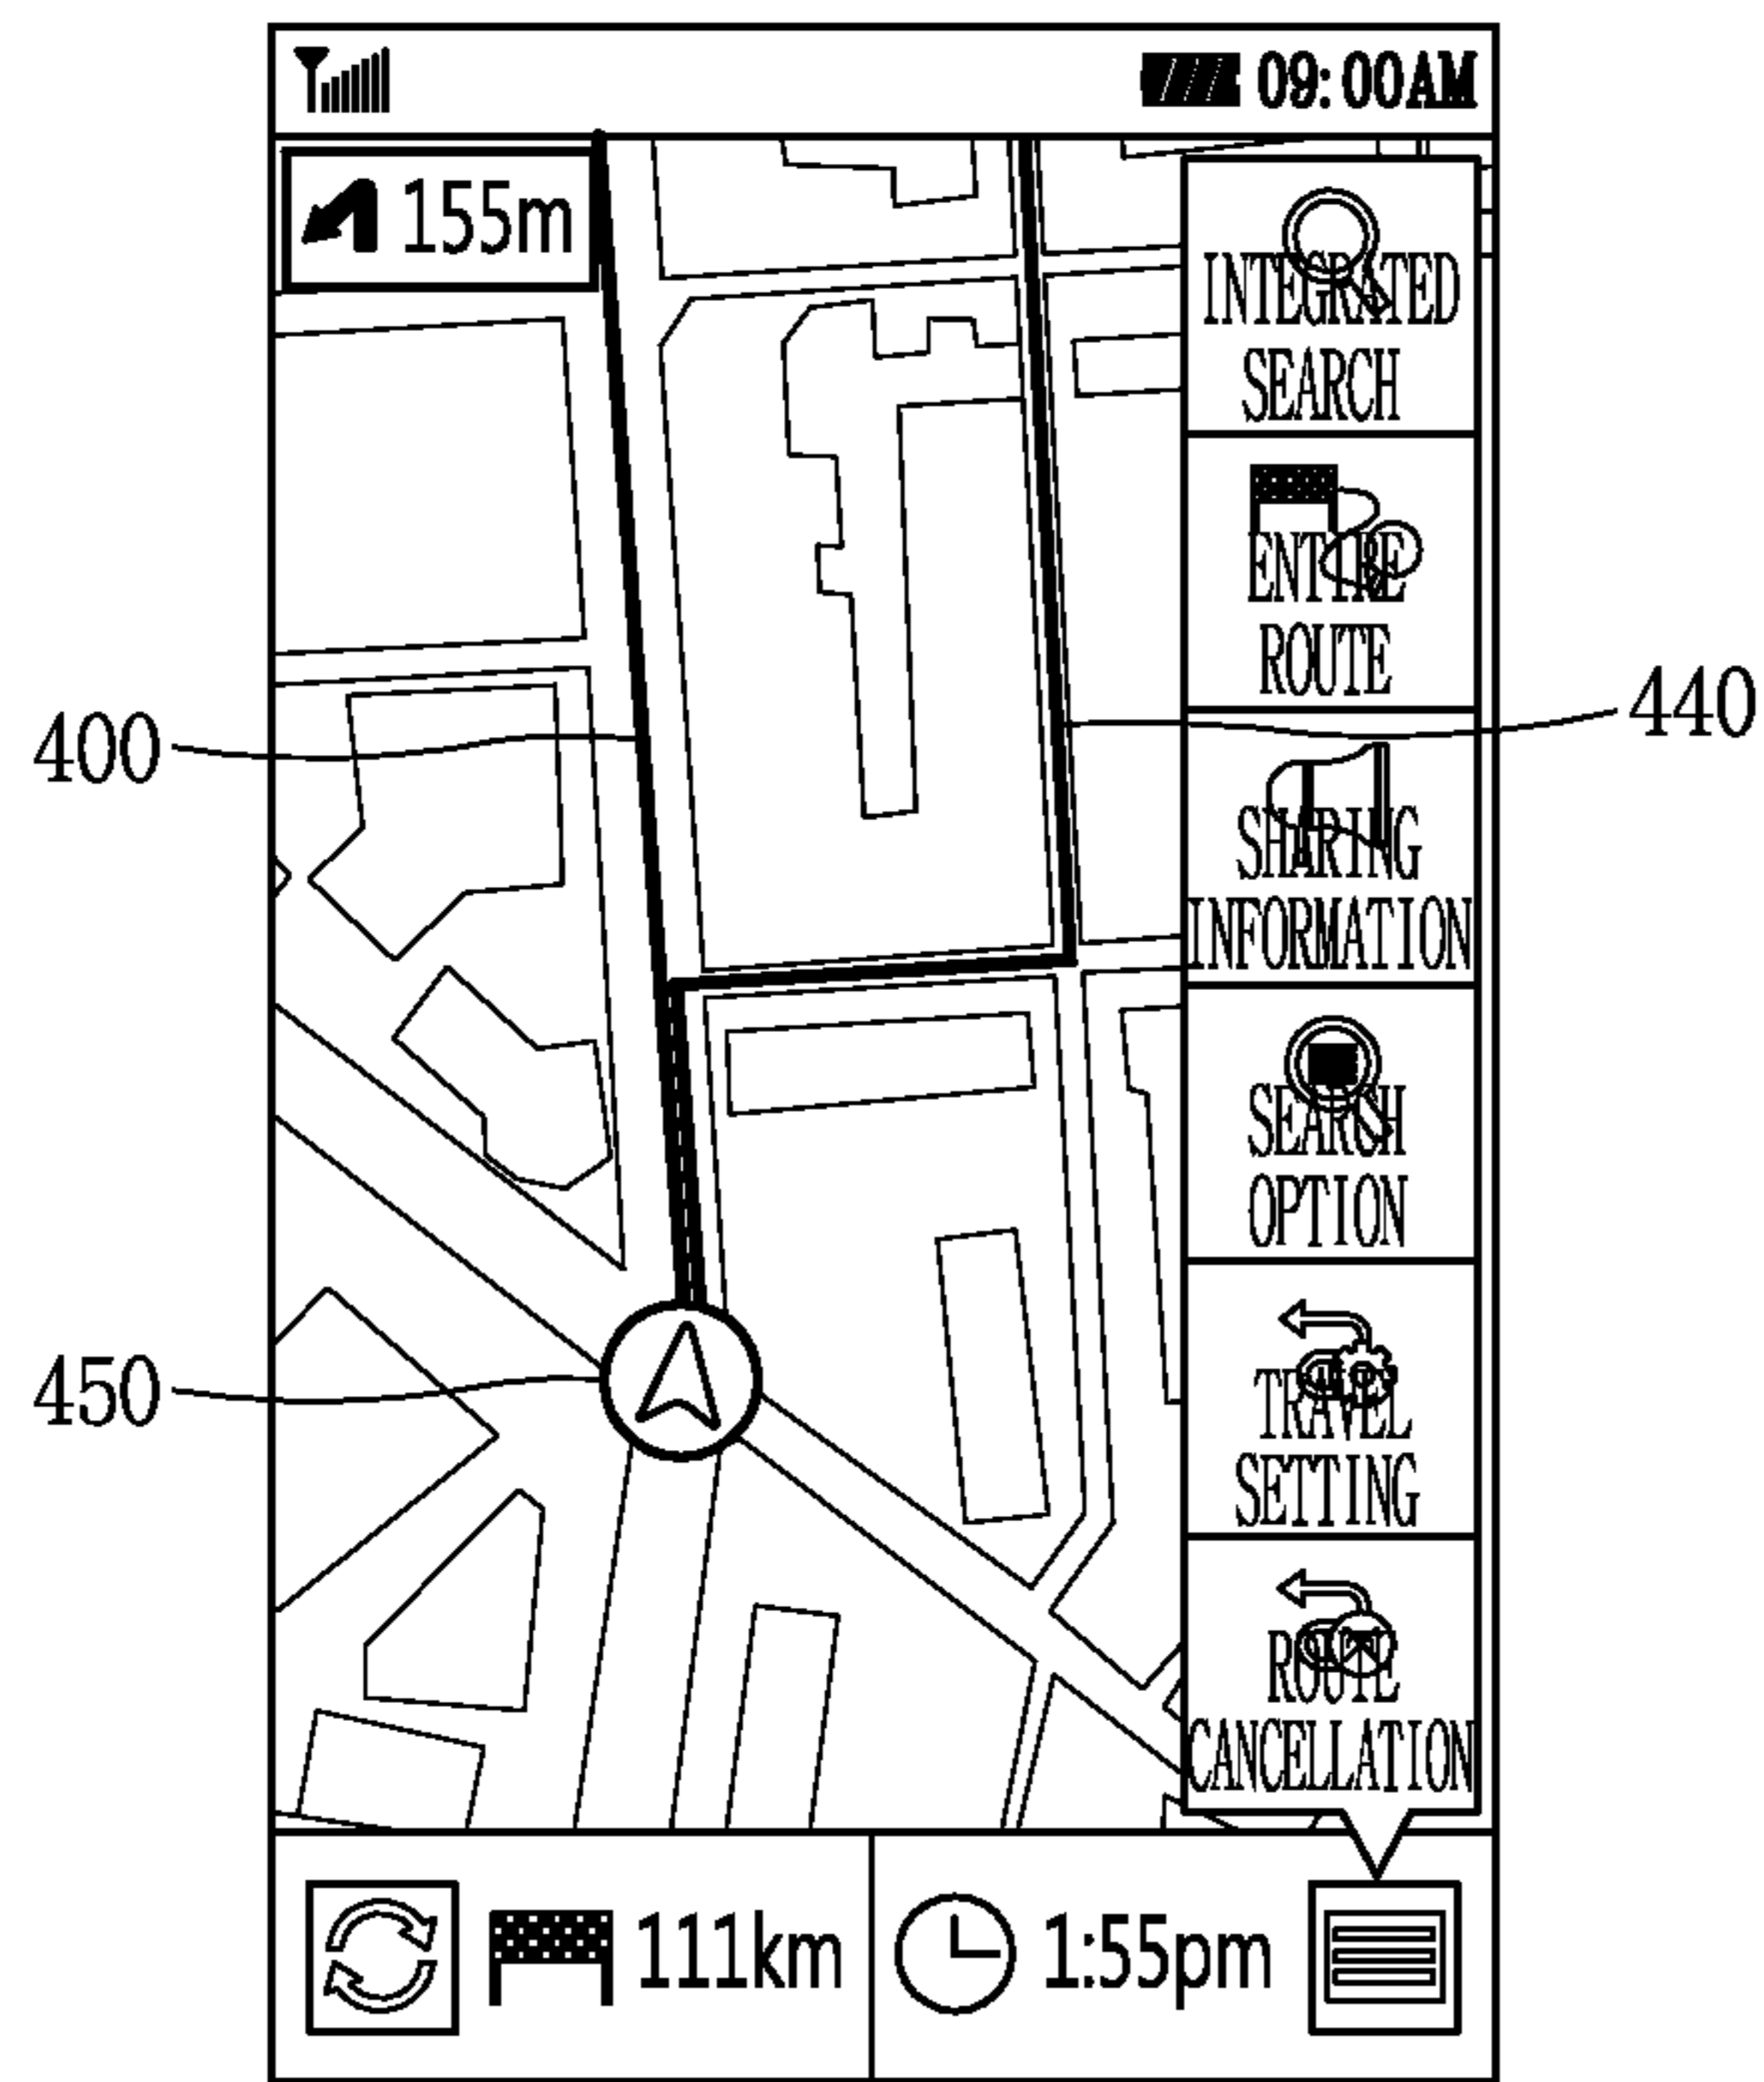 09:00AM
155m
INTEGRATED
SEARCH
ENTIRE
ROUTE
400
440
SHARING
INFORMATION
SEARCH
OPTION
450
TRAVEL
SETTING
ROUTE
CANCELLATION
111km
1:55pm